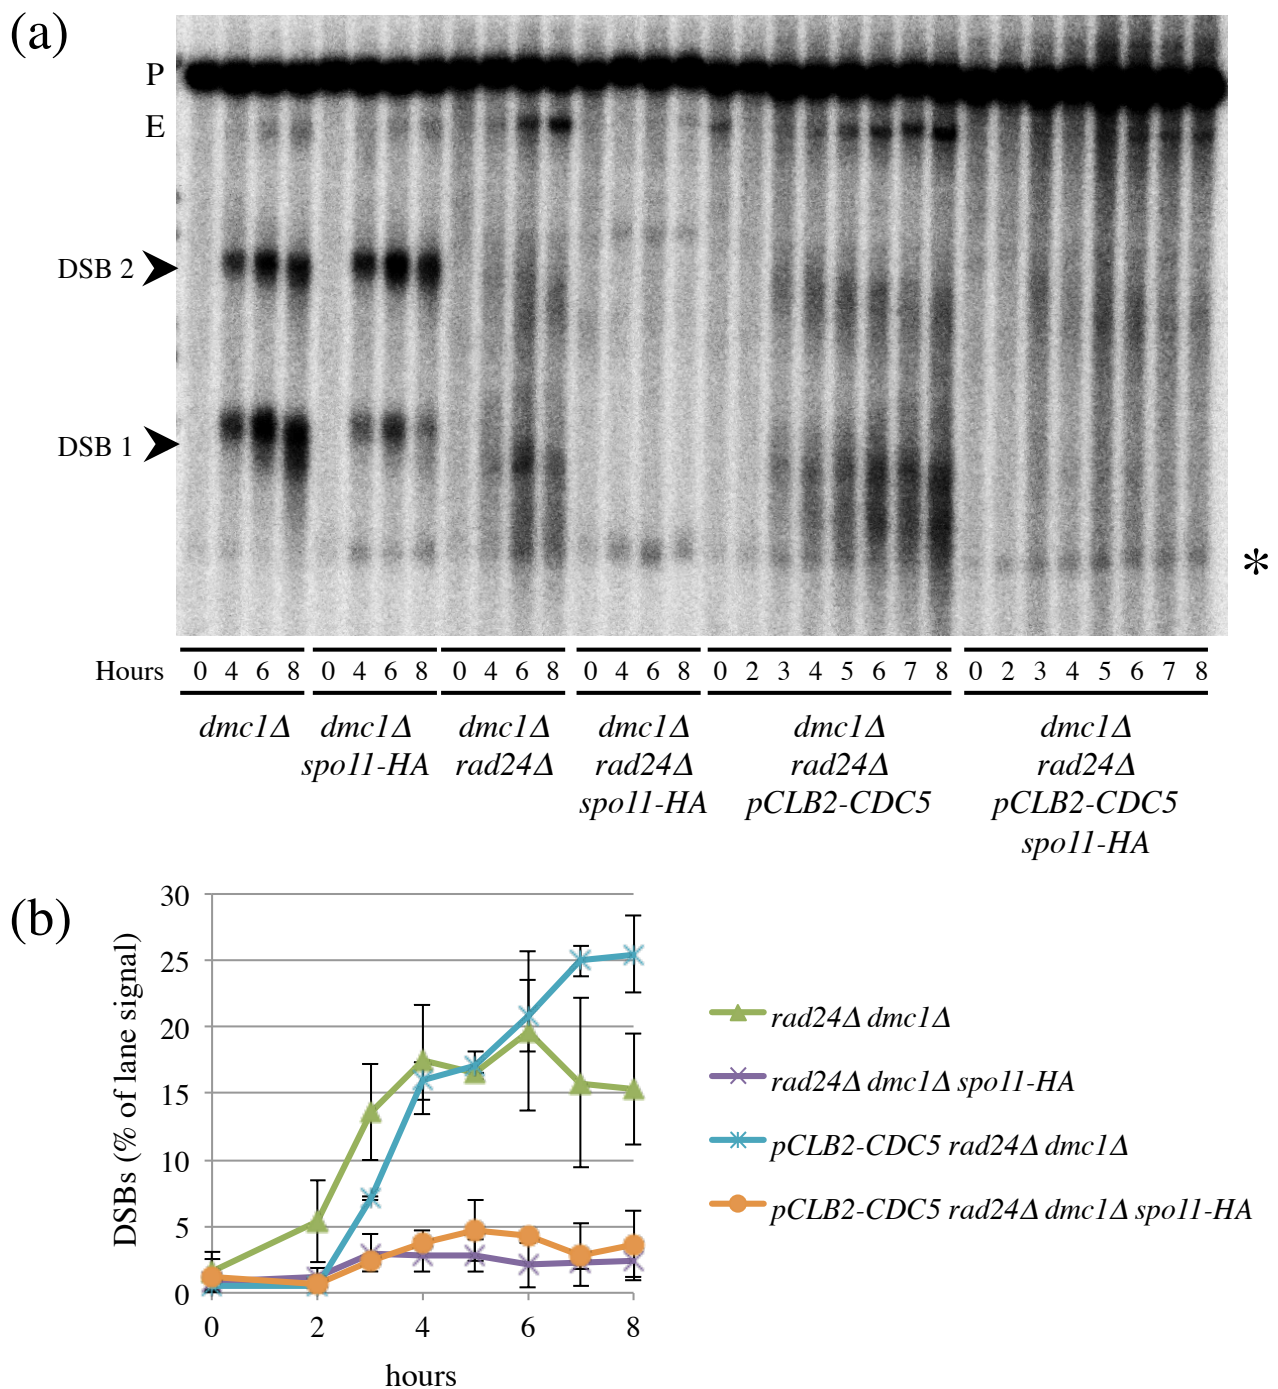 (a)
P
E
DSB 2
DSB 1
*
Hours 0 4 6 8 0 4 6 8 0 4 6 8 0 4 6 8 0 2 3 4 5 6 7 8 0 2 3 4 5 6 7 8
dmc1Δ dmc1Δ dmc1Δ dmc1Δ dmc1Δ dmc1Δ
spo11-HA rad24Δ rad24Δ rad24Δ rad24Δ
spo11-HA pCLB2-CDC5 pCLB2-CDC5
spo11-HA
(b)
DSBs (% of lane signal)
30
25
20
15
10
5
0
0 2 4 6 8
hours
rad24Δ dmc1Δ
rad24Δ dmc1Δ spo11-HA
pCLB2-CDC5 rad24Δ dmc1Δ
pCLB2-CDC5 rad24Δ dmc1Δ spo11-HA